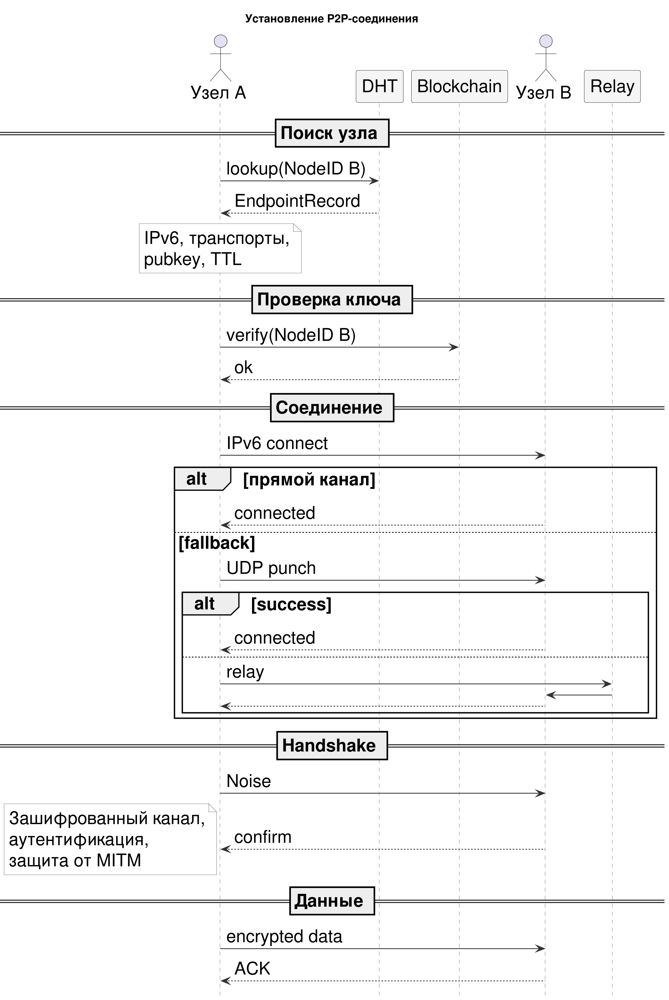 Установление P2P-соединения
Узел A
DHT
Blockchain
Узел B
Relay
Поиск узла
lookup(NodeID B)
EndpointRecord
IPv6, транспорты,
pubkey, TTL
Проверка ключа
verify(NodeID B)
ok
Соединение
IPv6 connect
alt
[прямой канал]
connected
[fallback]
UDP punch
alt
[success]
connected
relay
Handshake
Noise
Зашифрованный канал,
аутентификация,
защита от MITM
confirm
Данные
encrypted data
ACK